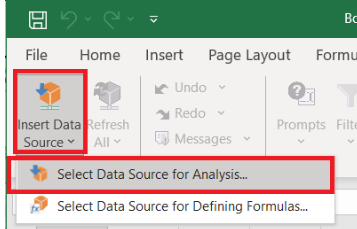 Bo
File Home Insert Page Layout Formu
Insert Data Source
Refresh All
Undo
Redo
Messages
Prompts
Filte
Select Data Source for Analysis...
Select Data Source for Defining Formulas...